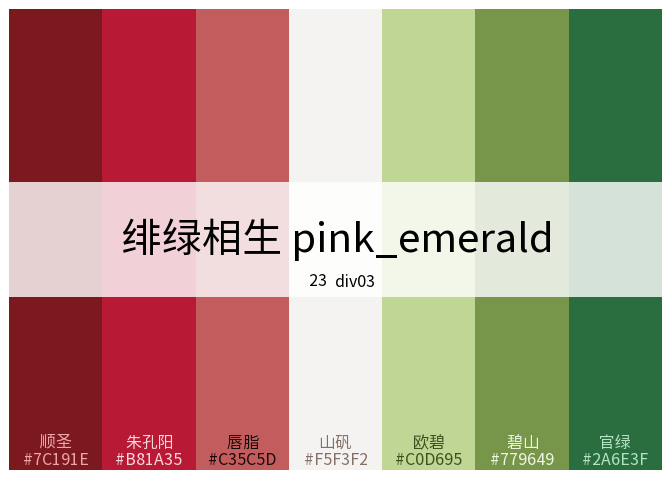 绯绿相生 pink_emerald
23 div03
顺圣 朱孔阳 唇脂 山矾 欧碧 碧山 官绿
#7C191E #B81A35 #C35C5D #F5F3F2 #C0D695 #779649 #2A6E3F